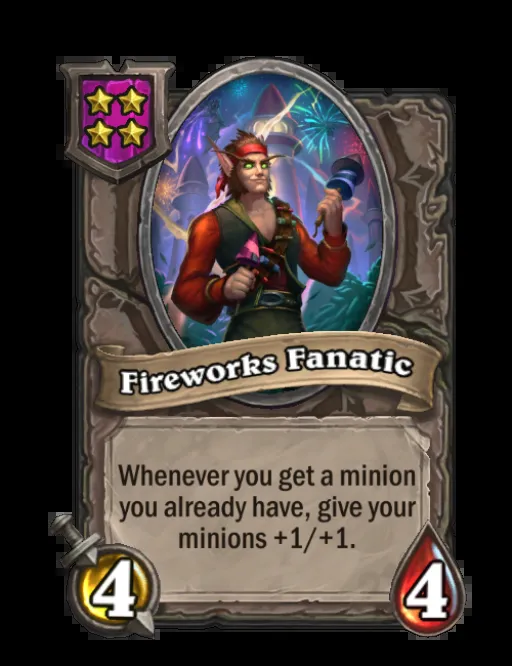 Fireworks Fanatic
Whenever you get a minion
you already have, give your
minions +1/+1.
4
4